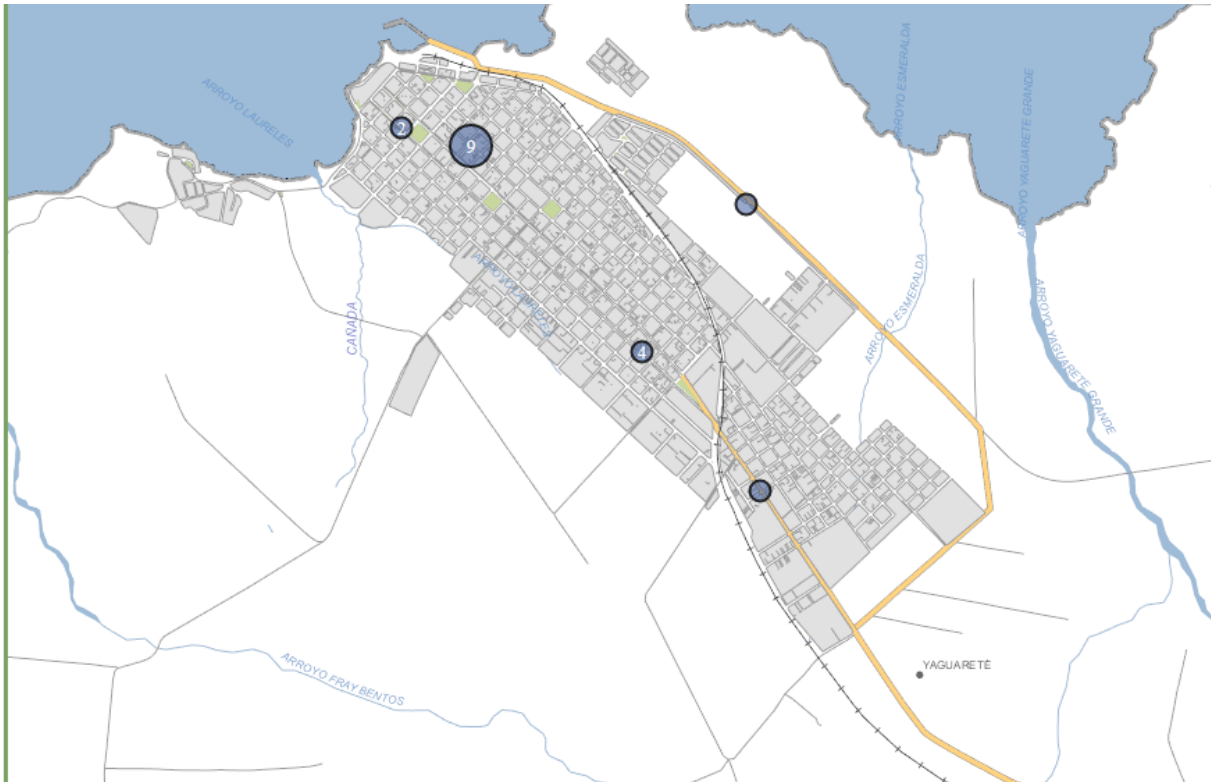 ARROYO LAURELES
2
9
ARROYO ESMERALDA
ARROYO YAGUARETE GRANDE
CAÑADA
4
ARROYO ESMERALDA
ARROYO YAGUARETE GRANDE
YAGUARETÉ
ARROYO FRAY BENTOS